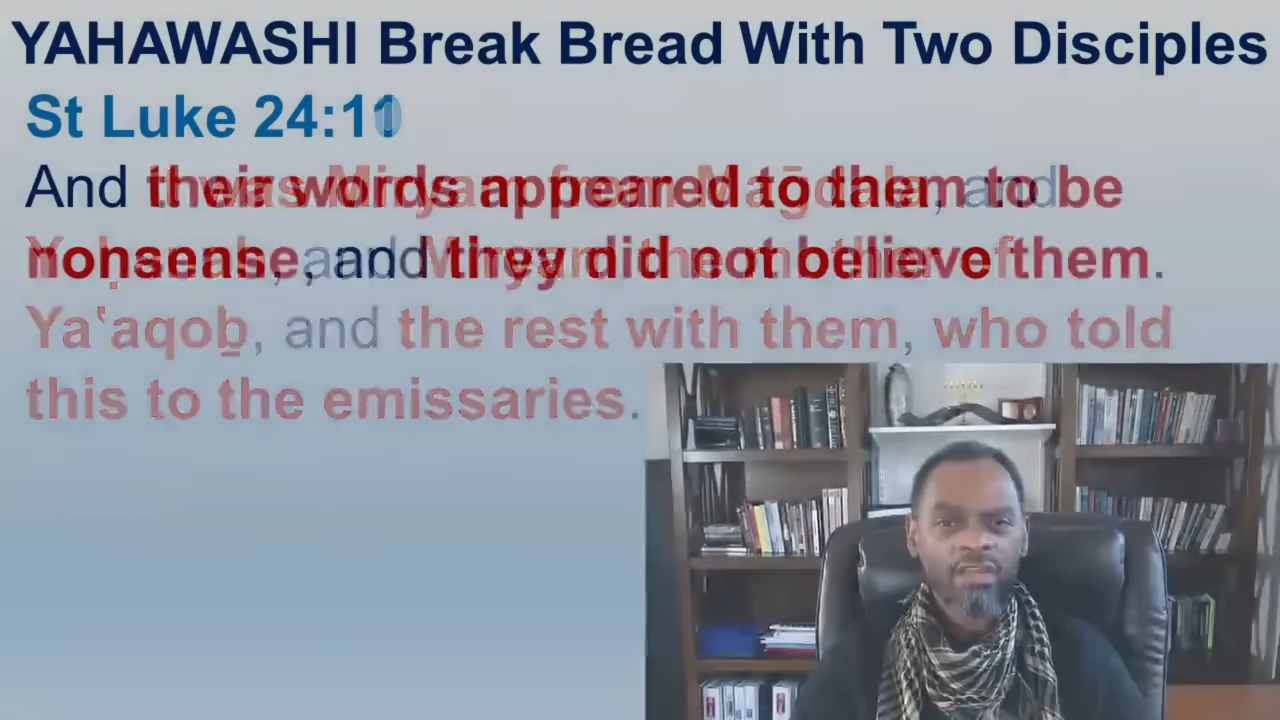 YAHAWASHI Break Bread With Two Disciples
St Luke 24:11
And their words appeared to them to be
nonsense, and they did not believe them.
Ya‛aqoḇ, and the rest with them, who told
this to the emissaries.